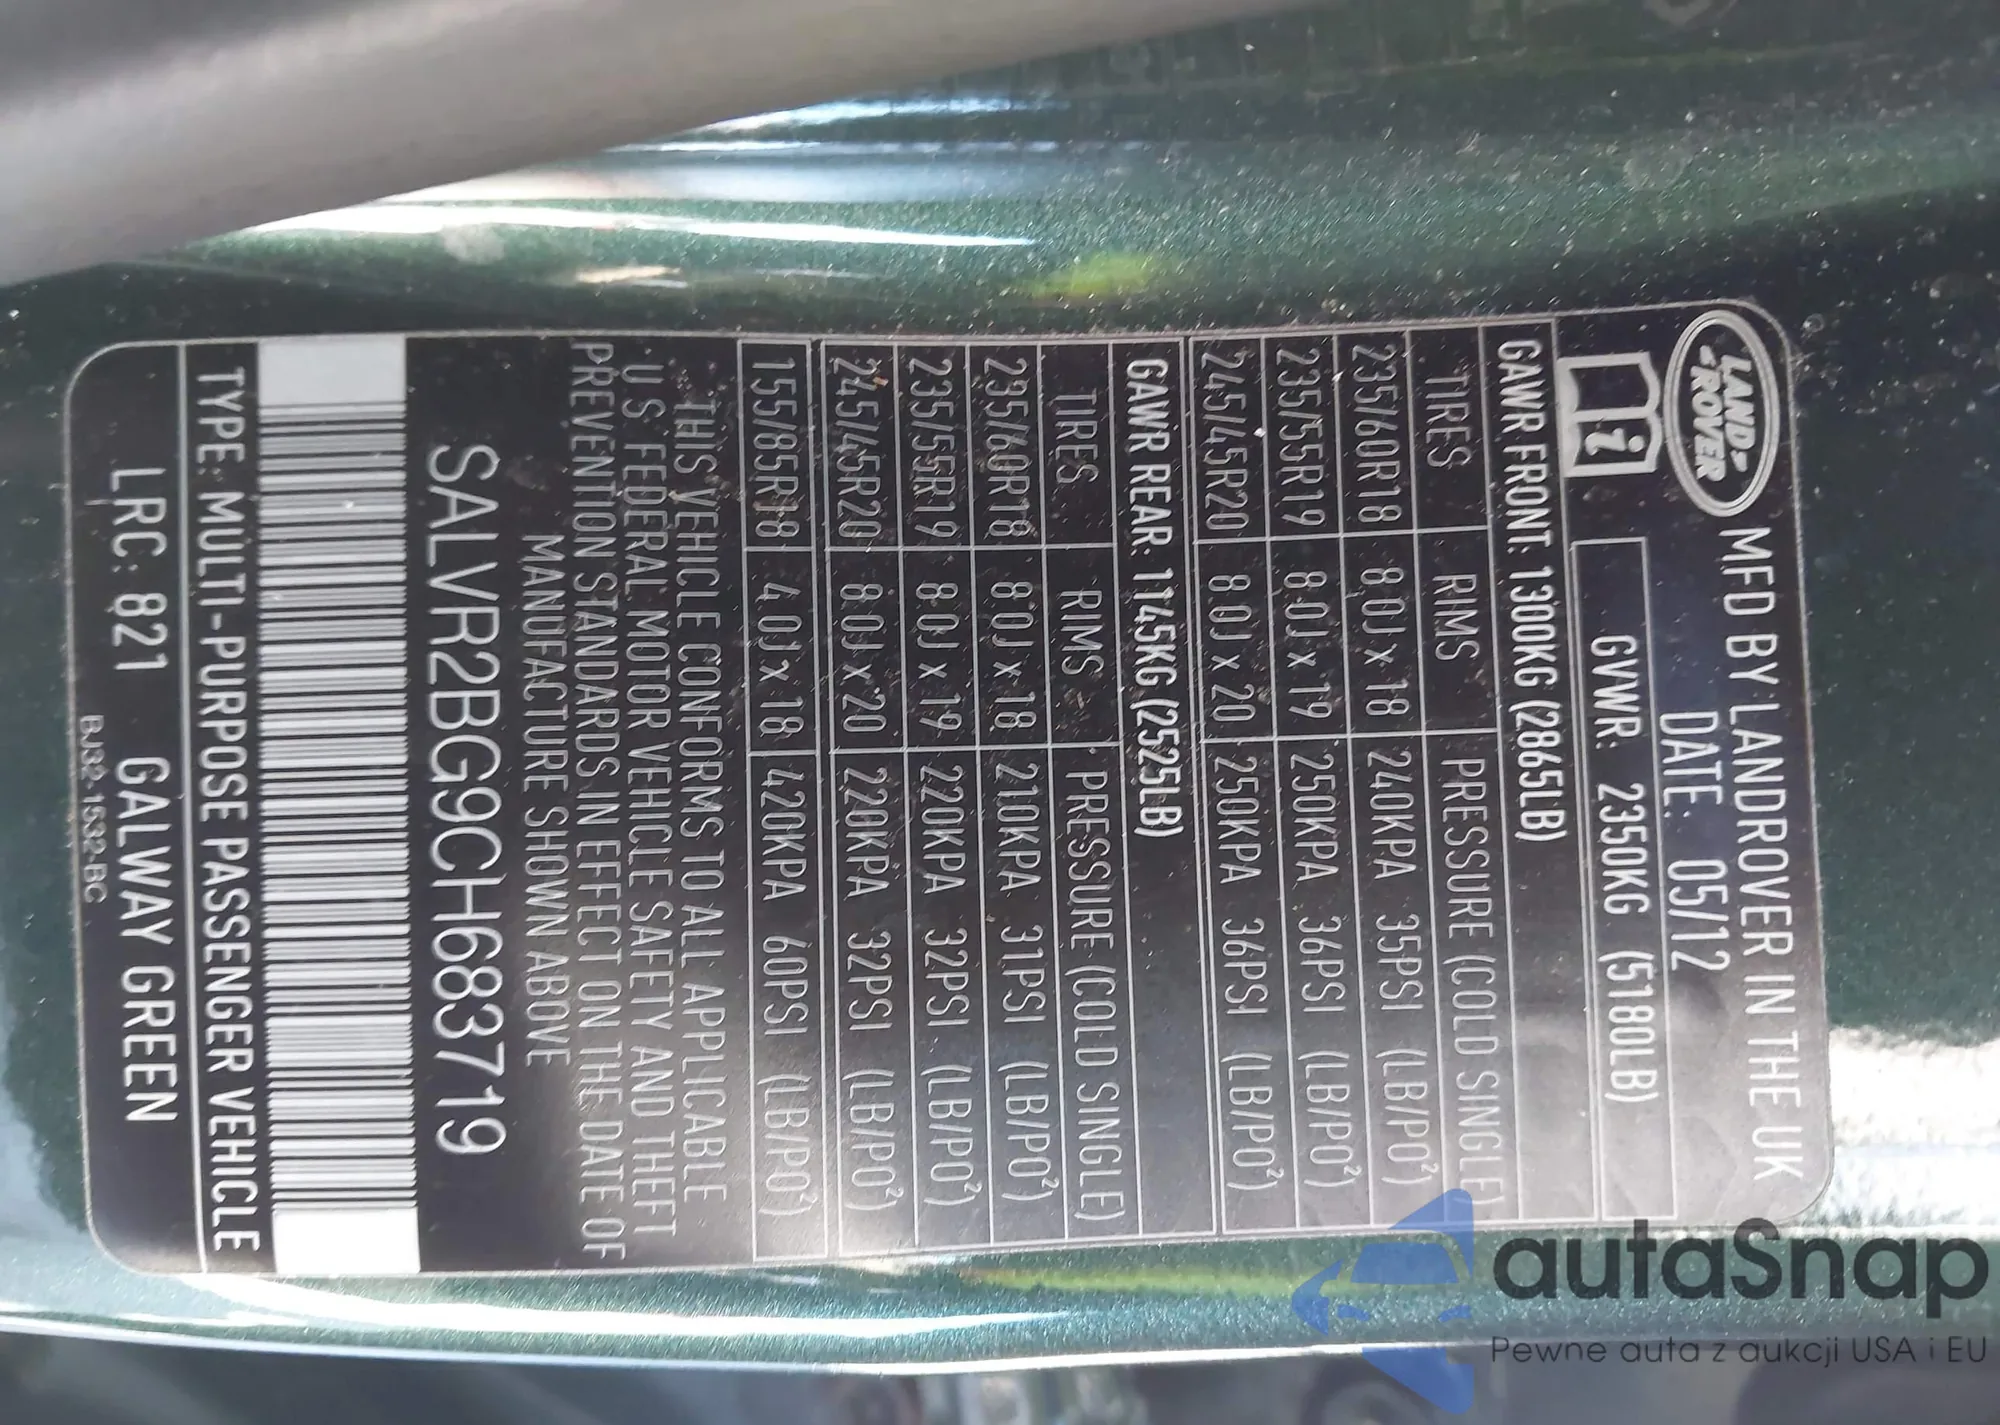 LAND-
-ROVER
MFD BY LANDROVER IN THE UK
DATE: 05/12
i
GVWR: 2350KG (5180LB)
GAWR FRONT: 1300KG (2865LB)
TIRES RIMS PRESSURE (COLD SINGLE)
235/60R18 8.0J x 18 240KPA 35PSI (LB/PO²)
235/55R19 8.0J x 19 250KPA 36PSI (LB/PO²)
245/45R20 8.0J x 20 250KPA 36PSI (LB/PO²)
GAWR REAR: 1145KG (2525LB)
TIRES RIMS PRESSURE (COLD SINGLE)
235/60R18 8.0J x 18 210KPA 31PSI (LB/PO²)
235/55R19 8.0J x 19 220KPA 32PSI (LB/PO²)
245/45R20 8.0J x 20 220KPA 32PSI (LB/PO²)
155/85R18 4.0J x 18 420KPA 60PSI (LB/PO²)
THIS VEHICLE CONFORMS TO ALL APPLICABLE
U S FEDERAL MOTOR VEHICLE SAFETY AND THEFT
PREVENTION STANDARDS IN EFFECT ON THE DATE OF
MANUFACTURE SHOWN ABOVE
SALVR2BG9CH683719
TYPE: MULTI-PURPOSE PASSENGER VEHICLE
LRC: 821 GALWAY GREEN
BJ32-1532-BC
autaSnap
Pewne auta z aukcji USA i EU